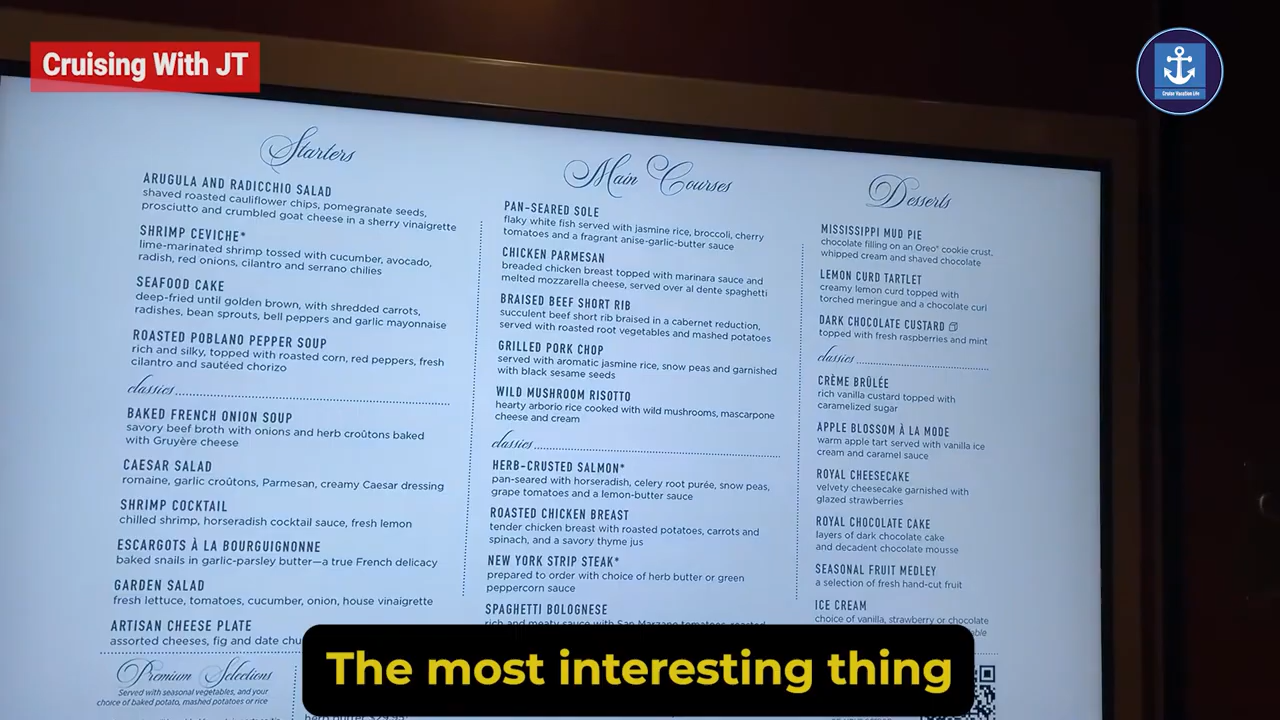 Cruising With JT
Cruise Vacation Life
Starters
ARUGULA AND RADICCHIO SALAD
shaved roasted cauliflower chips, pomegranate seeds,
prosciutto and crumbled goat cheese in a sherry vinaigrette
SHRIMP CEVICHE*
lime-marinated shrimp tossed with cucumber, avocado,
radish, red onions, cilantro and serrano chilies
SEAFOOD CAKE
deep-fried until golden brown, with shredded carrots,
radishes, bean sprouts, bell peppers and garlic mayonnaise
ROASTED POBLANO PEPPER SOUP
rich and silky, topped with roasted corn, red peppers, fresh
cilantro and sautéed chorizo
classics
BAKED FRENCH ONION SOUP
savory beef broth with onions and herb croûtons baked
with Gruyère cheese
CAESAR SALAD
romaine, garlic croûtons, Parmesan, creamy Caesar dressing
SHRIMP COCKTAIL
chilled shrimp, horseradish cocktail sauce, fresh lemon
ESCARGOTS À LA BOURGUIGNONNE
baked snails in garlic-parsley butter—a true French delicacy
GARDEN SALAD
fresh lettuce, tomatoes, cucumber, onion, house vinaigrette
ARTISAN CHEESE PLATE
assorted cheeses, fig and date
Premium Selections
Served with seasonal vegetables, and your
choice of baked potato, mashed potatoes or rice
Main Courses
PAN-SEARED SOLE
flaky white fish served with jasmine rice, broccoli, cherry
tomatoes and a fragrant anise-garlic-butter sauce
CHICKEN PARMESAN
breaded chicken breast topped with marinara sauce and
melted mozzarella cheese, served over al dente spaghetti
BRAISED BEEF SHORT RIB
succulent beef short rib braised in a cabernet reduction,
served with roasted root vegetables and mashed potatoes
GRILLED PORK CHOP
served with aromatic jasmine rice, snow peas and garnished
with black sesame seeds
WILD MUSHROOM RISOTTO
hearty arborio rice cooked with wild mushrooms, mascarpone
cheese and cream
classics
HERB-CRUSTED SALMON*
pan-seared with horseradish, celery root purée, snow peas,
grape tomatoes and a lemon-butter sauce
ROASTED CHICKEN BREAST
tender chicken breast with roasted potatoes, carrots and
spinach, and a savory thyme jus
NEW YORK STRIP STEAK*
prepared to order with choice of herb butter or green
peppercorn sauce
SPAGHETTI BOLOGNESE
rich and meaty sauce with San Marzano tomatoes, roasted
Desserts
MISSISSIPPI MUD PIE
chocolate filling on an Oreo® cookie crust,
whipped cream and shaved chocolate
LEMON CURD TARTLET
creamy lemon curd topped with
torched meringue and a chocolate curl
DARK CHOCOLATE CUSTARD
topped with fresh raspberries and mint
classics
CRÈME BRÛLÉE
rich vanilla custard topped with
caramelized sugar
APPLE BLOSSOM À LA MODE
warm apple tart served with vanilla ice
cream and caramel sauce
ROYAL CHEESECAKE
velvety cheesecake garnished with
glazed strawberries
ROYAL CHOCOLATE CAKE
layers of dark chocolate cake
and decadent chocolate mousse
SEASONAL FRUIT MEDLEY
a selection of fresh hand-cut fruit
ICE CREAM
choice of vanilla, strawberry or chocolate
The most interesting thing